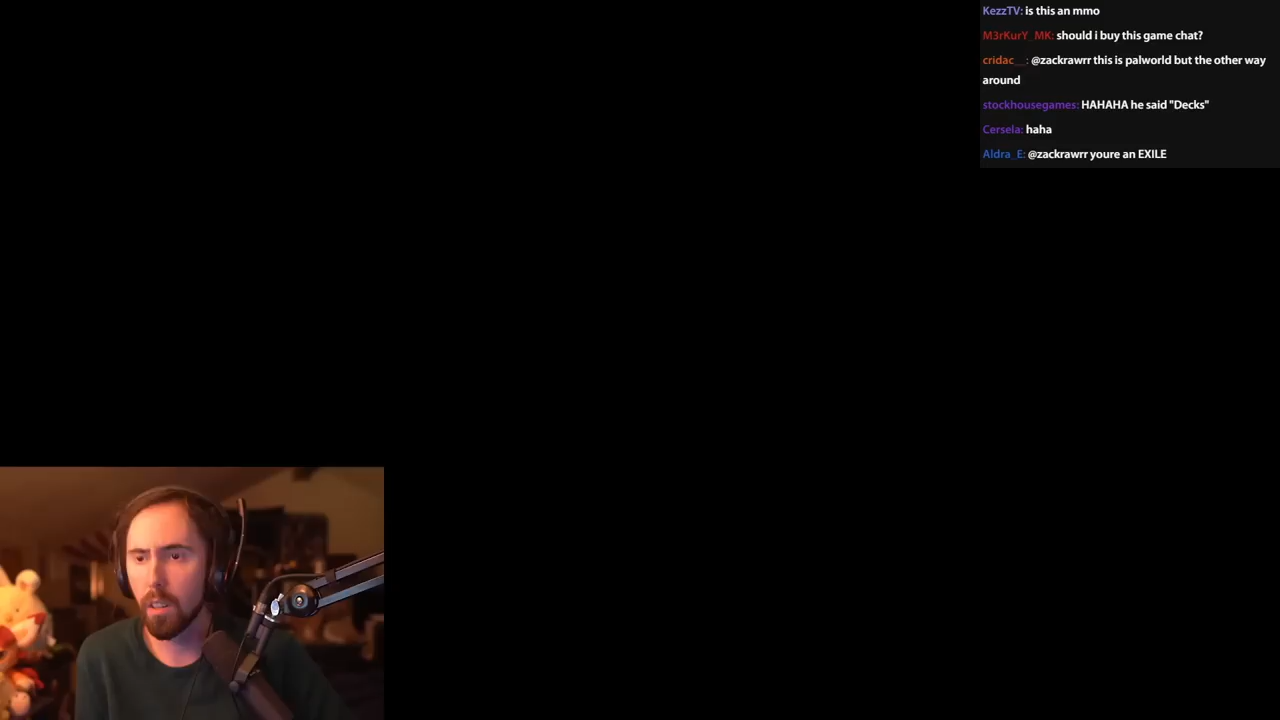 KezzTV: is this an mmo
M3rKurY_MK: should i buy this game chat?
cridac__: @zackrawrr this is palworld but the other way
around
stockhousegames: HAHAHA he said "Decks"
Cersela: haha
Aldra_E: @zackrawrr youre an EXILE